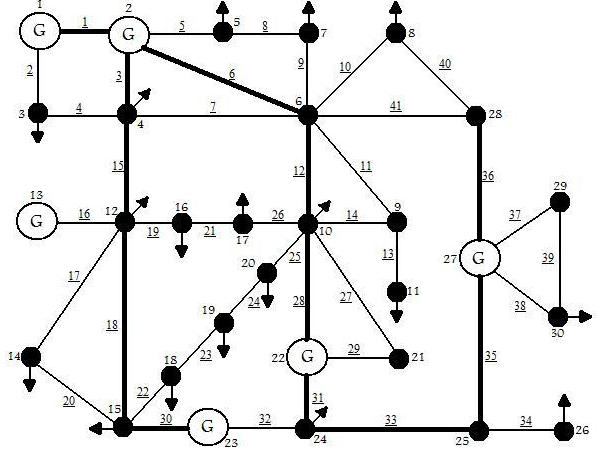 1 2
G 1 G 5 5 8 7 8
2 3 6 9 10 40
3 4 4 7 6 41 28
15 12 11 36
13 29
G 16 12 19 16 21 17 26 10 14 9 37
17 25 13 27 G 39
20 24 28 27 11 38 30
18 19 23 22 G 29 21 35
14 20 22 18 31
15 30 G 23 32 24 33 25 34 26